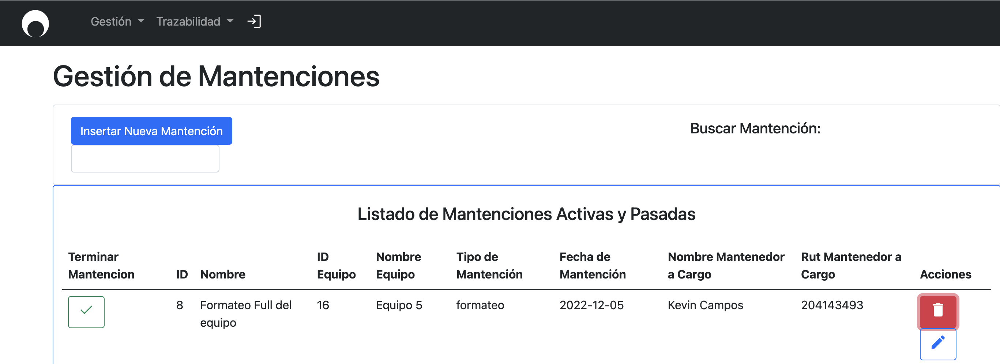 Gestión Trazabilidad
Gestión de Mantenciones
Insertar Nueva Mantención
Buscar Mantención:
Listado de Mantenciones Activas y Pasadas
Terminar Mantencion
ID
Nombre
ID Equipo
Nombre Equipo
Tipo de Mantención
Fecha de Mantención
Nombre Mantenedor a Cargo
Rut Mantenedor a Cargo
Acciones
8
Formateo Full del equipo
16
Equipo 5
formateo
2022-12-05
Kevin Campos
204143493